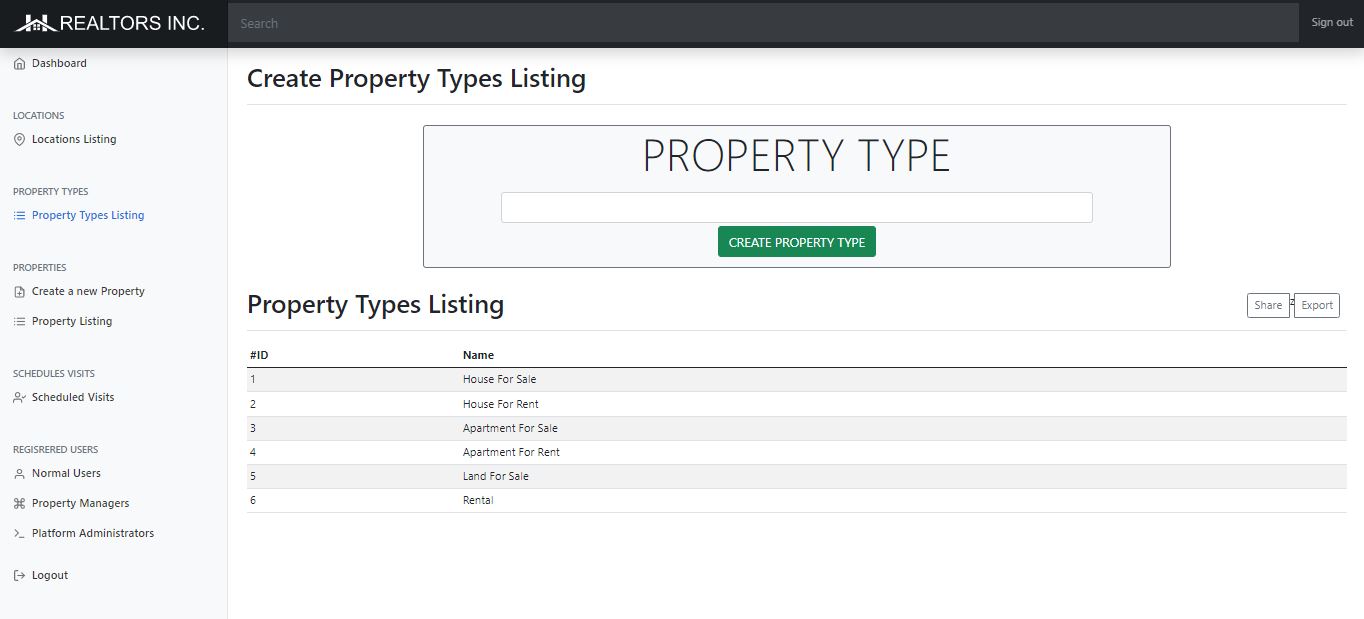 REALTORS INC.
Search
Sign out
Dashboard
LOCATIONS
Locations Listing
PROPERTY TYPES
Property Types Listing
PROPERTIES
Create a new Property
Property Listing
SCHEDULES VISITS
Scheduled Visits
REGISRERED USERS
Normal Users
Property Managers
Platform Administrators
Logout
Create Property Types Listing
PROPERTY TYPE
CREATE PROPERTY TYPE
Property Types Listing
Share z Export
#ID Name
1 House For Sale
2 House For Rent
3 Apartment For Sale
4 Apartment For Rent
5 Land For Sale
6 Rental